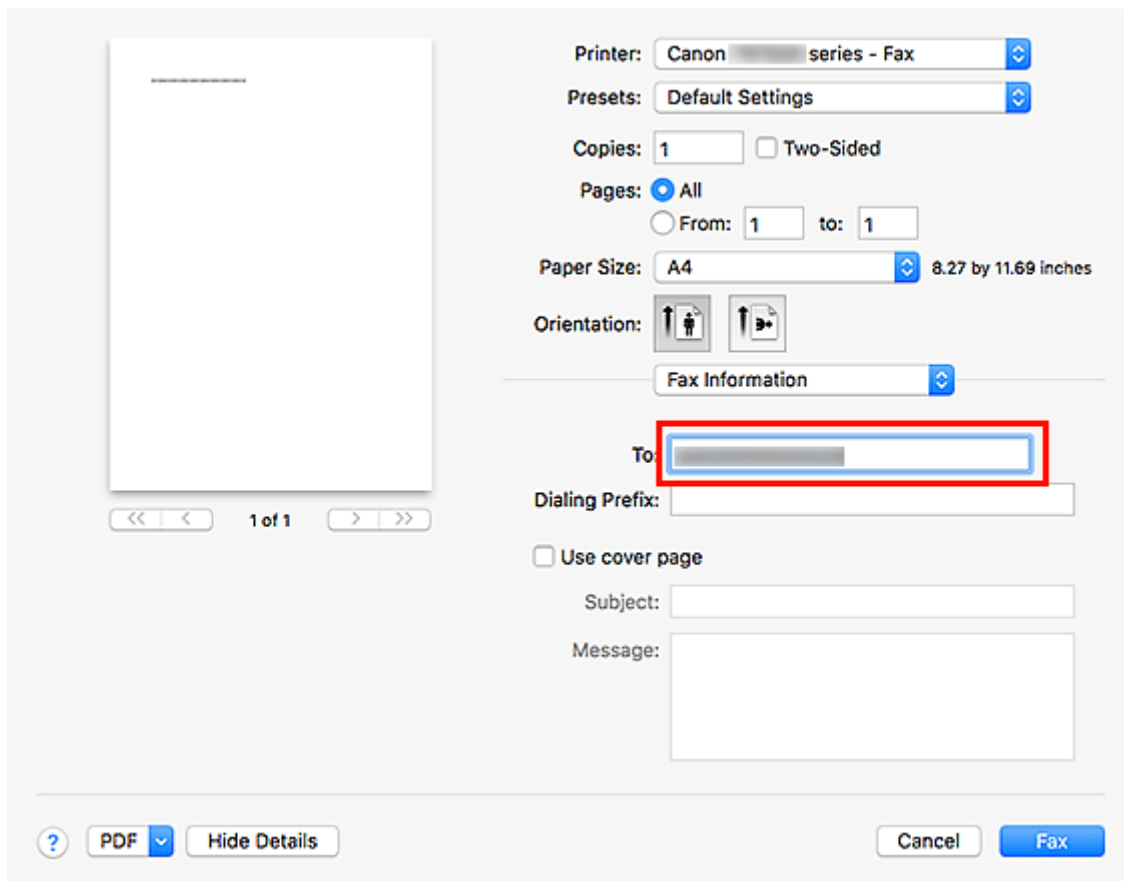 Printer: Canon series - Fax
Presets: Default Settings
Copies: 1 Two-Sided
Pages: All
From: 1 to: 1
Paper Size: A4 8.27 by 11.69 inches
Orientation:
Fax Information
To:
Dialing Prefix:
1 of 1
Use cover page
Subject:
Message:
? PDF Hide Details Cancel Fax